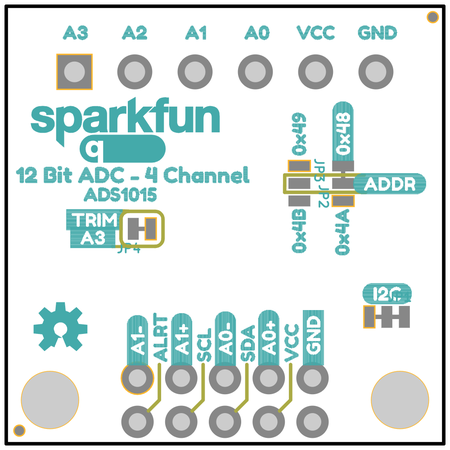 A3 A2 A1 A0 VCC GND
sparkfun
12 Bit ADC - 4 Channel
ADS1015
0x49 0x48
JP3 JP2
ADDR
0x4B 0x4A
TRIM
A3
JP4
I2C
A1- ALRT A1+ SCL A0- SDA A0+ VCC GND